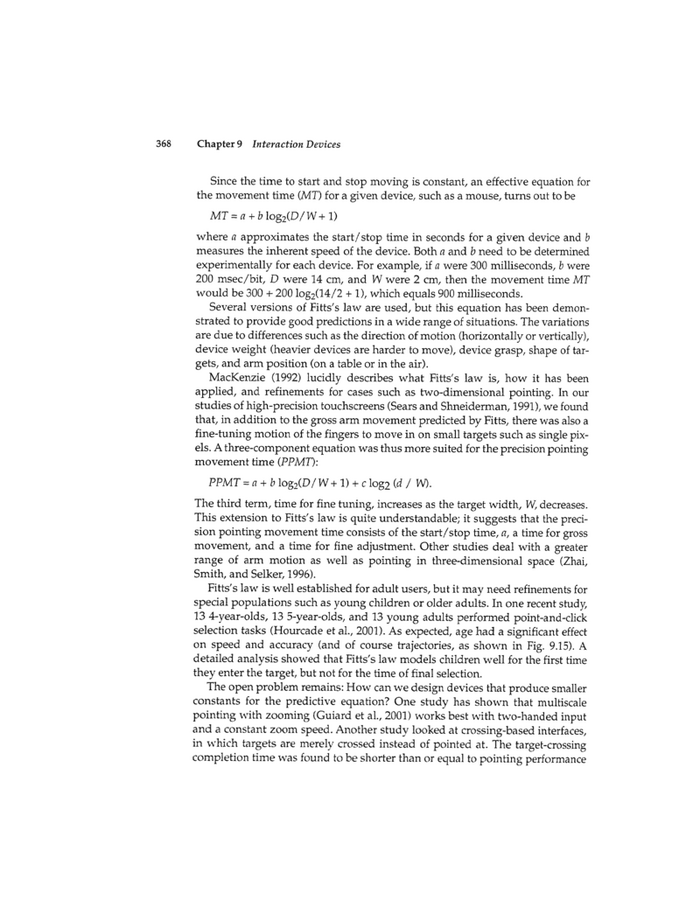 368 Chapter 9 Interaction Devices
Since the time to start and stop moving is constant, an effective equation for
the movement time (MT) for a given device, such as a mouse, turns out to be
MT = a + b log₂(D/W + 1)
where a approximates the start/stop time in seconds for a given device and b
measures the inherent speed of the device. Both a and b need to be determined
experimentally for each device. For example, if a were 300 milliseconds, b were
200 msec/bit, D were 14 cm, and W were 2 cm, then the movement time MT
would be 300 + 200 log₂(14/2 + 1), which equals 900 milliseconds.
Several versions of Fitts's law are used, but this equation has been demon-
strated to provide good predictions in a wide range of situations. The variations
are due to differences such as the direction of motion (horizontally or vertically),
device weight (heavier devices are harder to move), device grasp, shape of tar-
gets, and arm position (on a table or in the air).
MacKenzie (1992) lucidly describes what Fitts's law is, how it has been
applied, and refinements for cases such as two-dimensional pointing. In our
studies of high-precision touchscreens (Sears and Shneiderman, 1991), we found
that, in addition to the gross arm movement predicted by Fitts, there was also a
fine-tuning motion of the fingers to move in on small targets such as single pix-
els. A three-component equation was thus more suited for the precision pointing
movement time (PPMT):
PPMT = a + b log₂(D/W + 1) + c log₂ (d / W).
The third term, time for fine tuning, increases as the target width, W, decreases.
This extension to Fitts's law is quite understandable; it suggests that the preci-
sion pointing movement time consists of the start/stop time, a, a time for gross
movement, and a time for fine adjustment. Other studies deal with a greater
range of arm motion as well as pointing in three-dimensional space (Zhai,
Smith, and Selker, 1996).
Fitts's law is well established for adult users, but it may need refinements for
special populations such as young children or older adults. In one recent study,
13 4-year-olds, 13 5-year-olds, and 13 young adults performed point-and-click
selection tasks (Hourcade et al., 2001). As expected, age had a significant effect
on speed and accuracy (and of course trajectories, as shown in Fig. 9.15). A
detailed analysis showed that Fitts's law models children well for the first time
they enter the target, but not for the time of final selection.
The open problem remains: How can we design devices that produce smaller
constants for the predictive equation? One study has shown that multiscale
pointing with zooming (Guiard et al., 2001) works best with two-handed input
and a constant zoom speed. Another study looked at crossing-based interfaces,
in which targets are merely crossed instead of pointed at. The target-crossing
completion time was found to be shorter than or equal to pointing performance